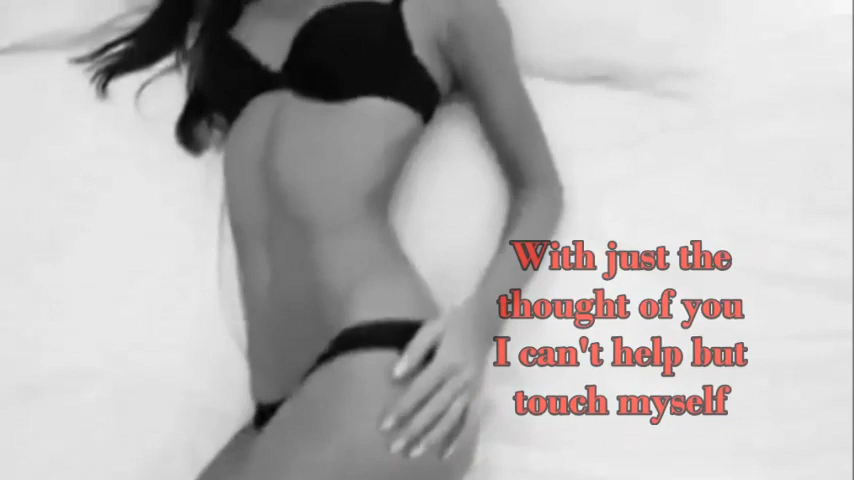 With just the
thought of you
I can't help but
touch myself